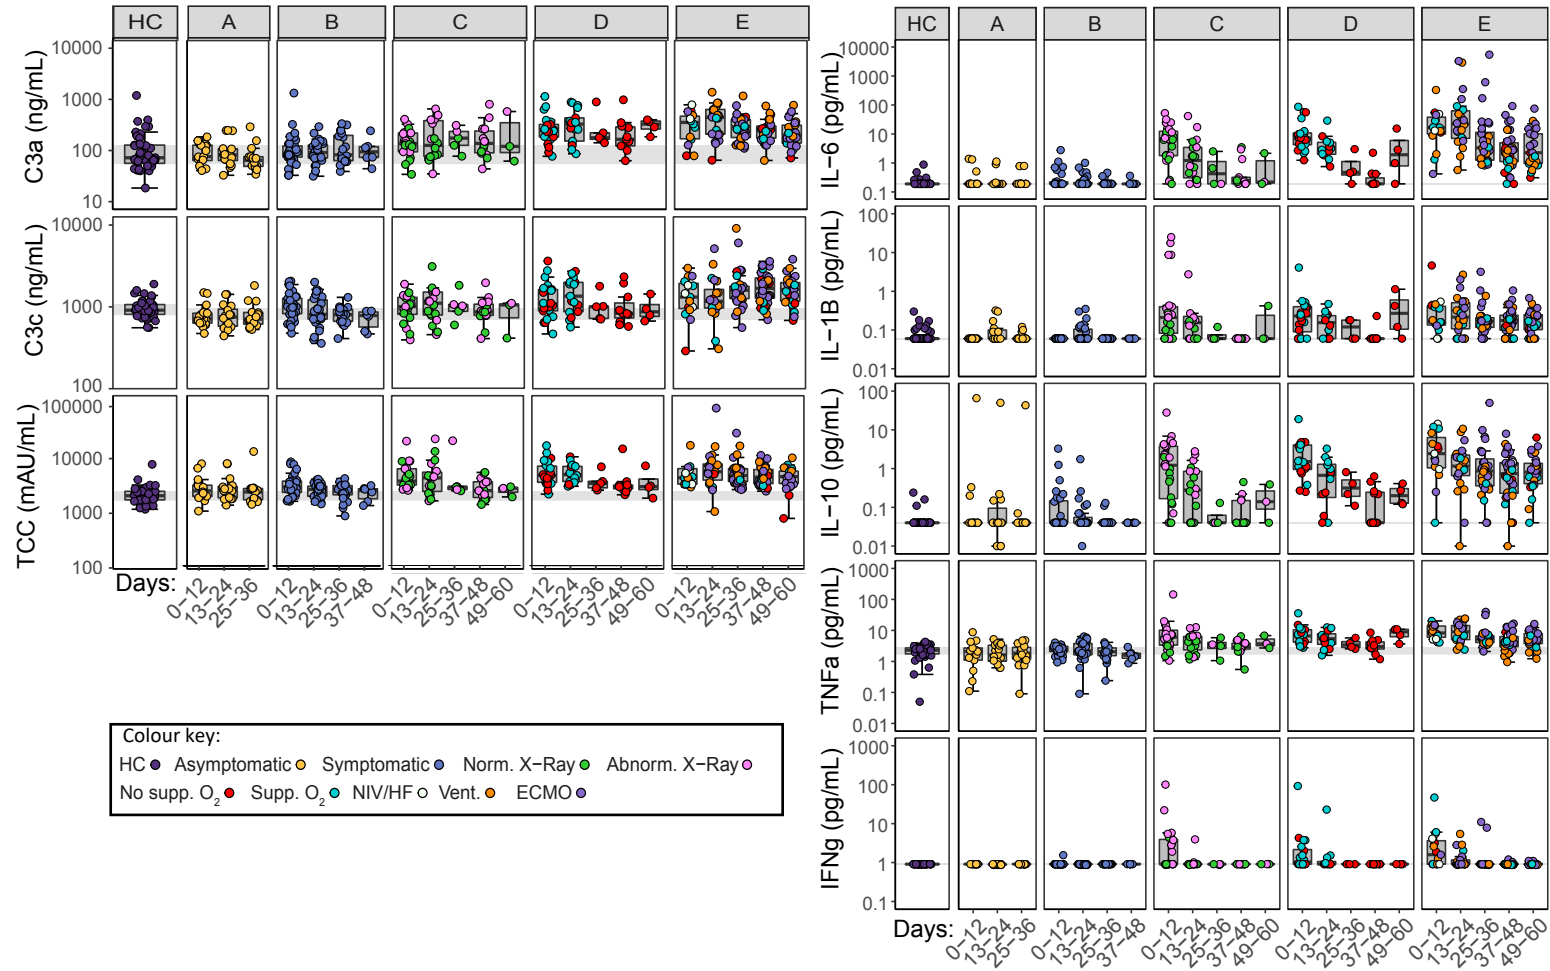 HC A B C D E
C3a (ng/mL)
10000
1000
100
10
C3c (ng/mL)
10000
1000
100
TCC (mAU/mL)
100000
10000
1000
100
Days:
0−12 13−24 25−36
0−12 13−24 25−36 37−48
0−12 13−24 25−36 37−48 49−60
0−12 13−24 25−36 37−48 49−60
0−12 13−24 25−36 37−48 49−60
Colour key:
HC Asymptomatic Symptomatic Norm. X−Ray Abnorm. X−Ray
No supp. O2 Supp. O2 NIV/HF Vent. ECMO
HC A B C D E
IL-6 (pg/mL)
10000
1000
100
10
1
0.1
IL-1B (pg/mL)
100
10
1
0.1
0.01
IL-10 (pg/mL)
100
10
1
0.1
0.01
TNFa (pg/mL)
1000
100
10
1
0.1
0.01
IFNg (pg/mL)
1000
100
10
1
0.1
Days:
0−12 13−24 25−36
0−12 13−24 25−36 37−48
0−12 13−24 25−36 37−48 49−60
0−12 13−24 25−36 37−48 49−60
0−12 13−24 25−36 37−48 49−60